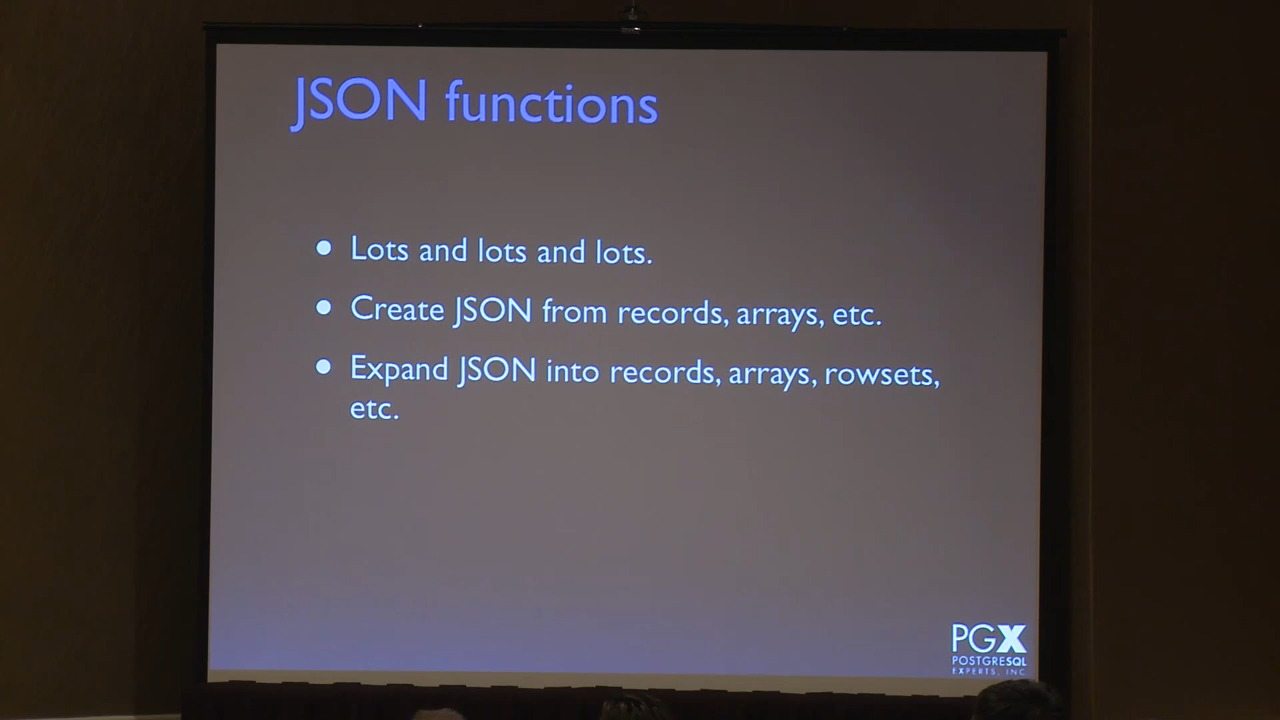 JSON functions
● Lots and lots and lots.
● Create JSON from records, arrays, etc.
● Expand JSON into records, arrays, rowsets,
etc.
PGX
POSTGRESQL
EXPERTS, INC